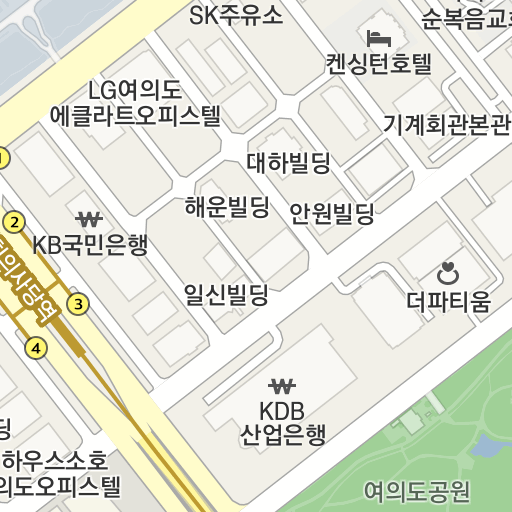 SK주유소
순복음교회
켄싱턴호텔
LG여의도
에클라트오피스텔
기계회관본관
대하빌딩
해운빌딩
안원빌딩
2
KB국민은행
의사당역
일신빌딩
3
더파티움
4
KDB
산업은행
하우스소호
의도오피스텔
여의도공원